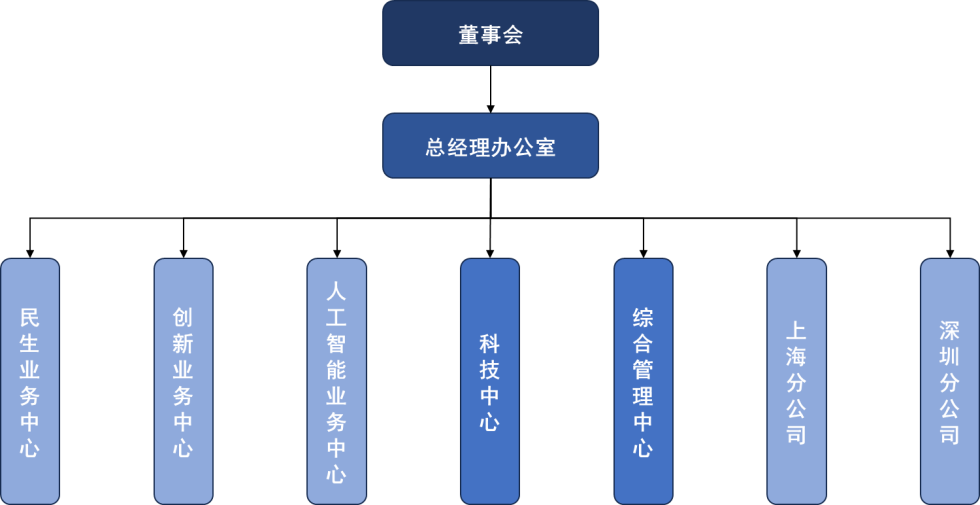 董事会
总经理办公室
民生业务中心
创新业务中心
人工智能业务中心
科技中心
综合管理中心
上海分公司
深圳分公司